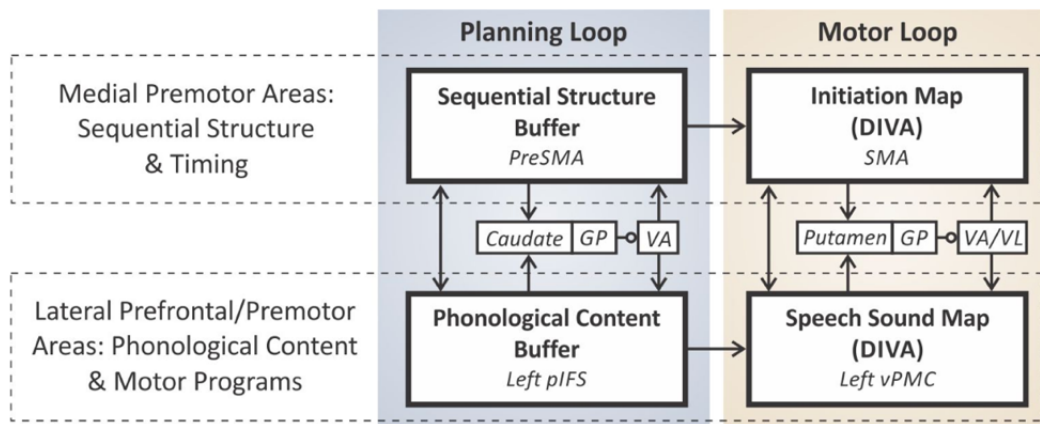 Planning Loop
Motor Loop
Medial Premotor Areas:
Sequential Structure
& Timing
Sequential Structure
Buffer
PreSMA
Initiation Map
(DIVA)
SMA
Caudate GP VA
Putamen GP VA/VL
Lateral Prefrontal/Premotor
Areas: Phonological Content
& Motor Programs
Phonological Content
Buffer
Left pIFS
Speech Sound Map
(DIVA)
Left vPMC